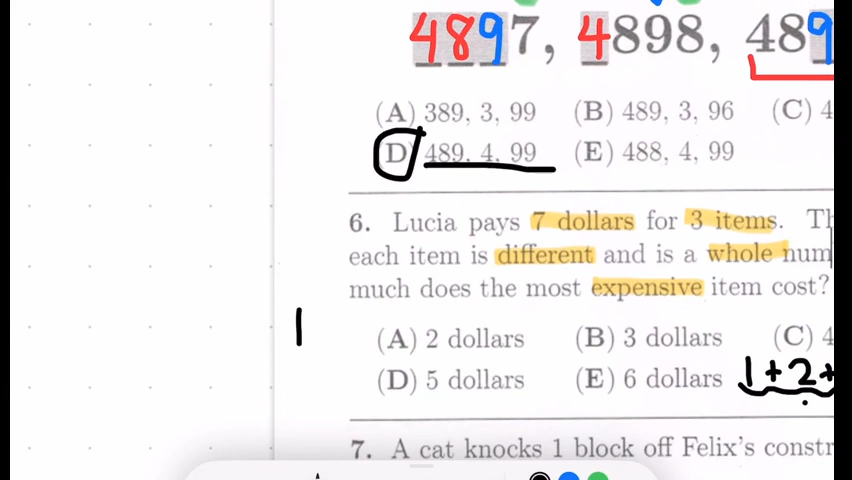 4897, 4898, 489
(A) 389, 3, 99 (B) 489, 3, 96 (C) 4
(D) 489, 4, 99 (E) 488, 4, 99
6. Lucia pays 7 dollars for 3 items. Th
each item is different and is a whole num
much does the most expensive item cost?
1 (A) 2 dollars (B) 3 dollars (C) 4
(D) 5 dollars (E) 6 dollars 1+2+
7. A cat knocks 1 block off Felix's constr